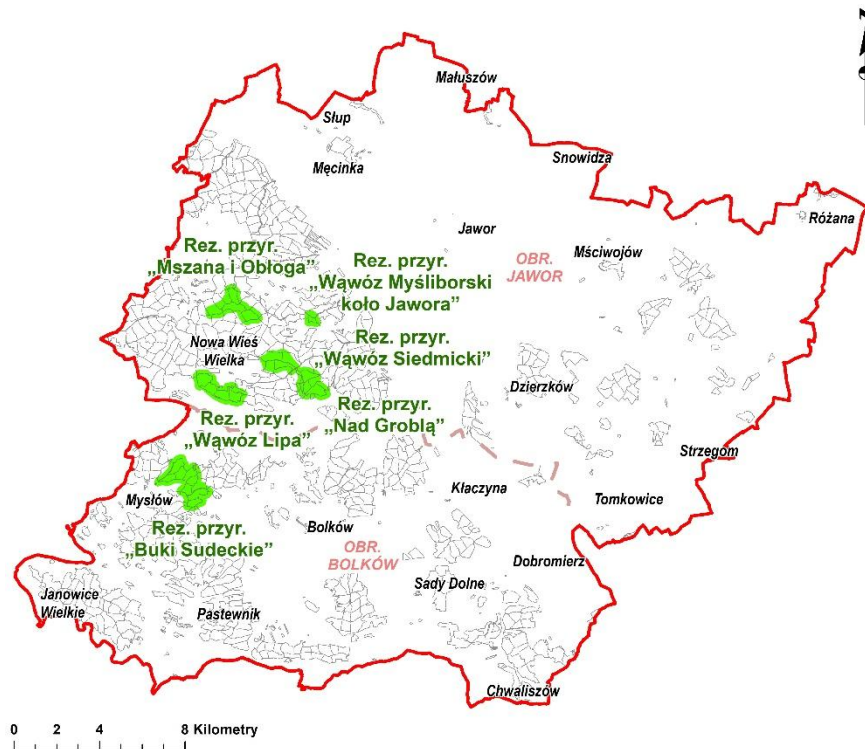 Małuszów
Słup
Męcinka
Snowidza
Różana
Jawor
Rez. przyr.
„Mszana i Obłoga”
Rez. przyr.
„Wąwóz Myśliborski
koło Jawora”
OBR.
JAWOR
Mściwojów
Nowa Wieś
Wielka
Rez. przyr.
„Wąwóz Siedmicki”
Dzierzków
Rez. przyr.
„Wąwóz Lipa”
Rez. przyr.
„Nad Groblą”
Strzegom
Mysłów
Kłaczyna
Tomkowice
Rez. przyr.
„Buki Sudeckie”
Bolków
OBR.
BOLKÓW
Dobromierz
Sady Dolne
Janowice
Wielkie
Pastewnik
Chwaliszów
0 2 4 8 Kilometry